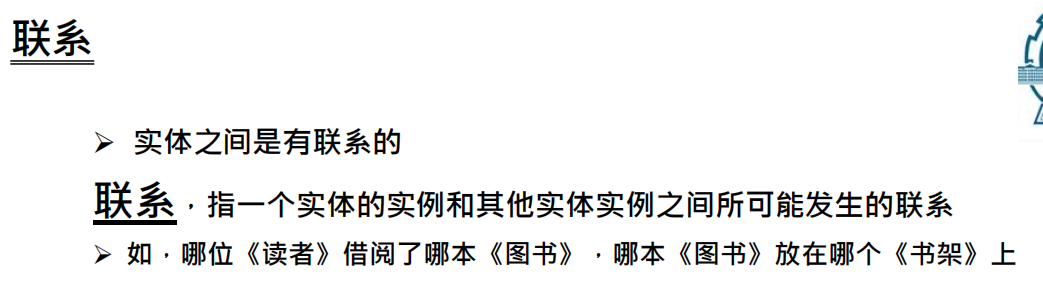 联系
➢ 实体之间是有联系的
联系，指一个实体的实例和其他实体实例之间所可能发生的联系
➢ 如，哪位《读者》借阅了哪本《图书》，哪本《图书》放在哪个《书架》上